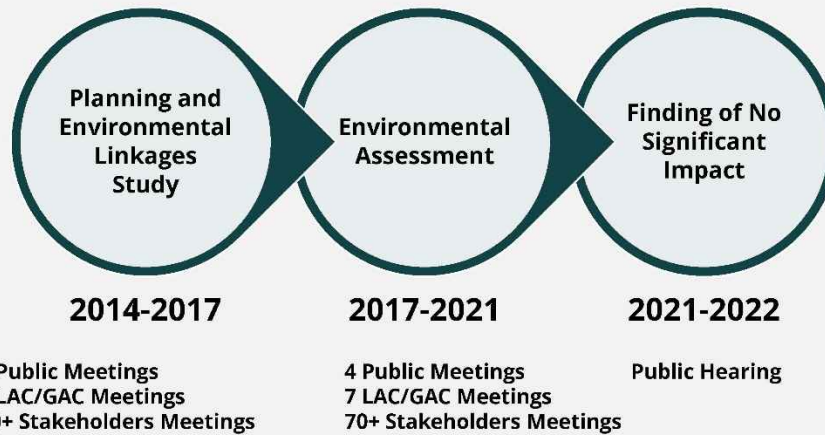 Planning and
Environmental
Linkages
Study
Environmental
Assessment
Finding of No
Significant
Impact
2014-2017
2017-2021
2021-2022
Public Meetings
LAC/GAC Meetings
+ Stakeholders Meetings
4 Public Meetings
7 LAC/GAC Meetings
70+ Stakeholders Meetings
Public Hearing